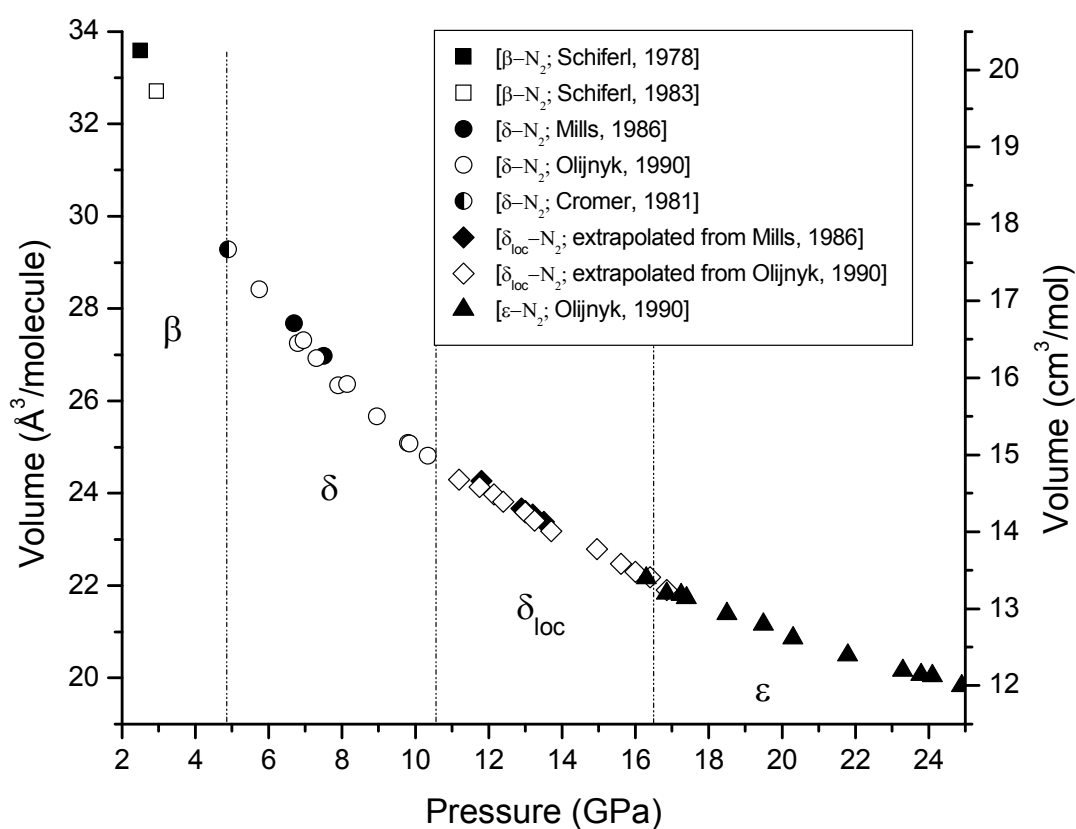 34
32
30
28
26
24
22
20
Volume (Å³/molecule)
[β–N₂; Schiferl, 1978]
[β–N₂; Schiferl, 1983]
[δ–N₂; Mills, 1986]
[δ–N₂; Olijnyk, 1990]
[δ–N₂; Cromer, 1981]
[δloc–N₂; extrapolated from Mills, 1986]
[δloc–N₂; extrapolated from Olijnyk, 1990]
[ε–N₂; Olijnyk, 1990]
β
δ
δloc
ε
20
19
18
17
16
15
14
13
12
Volume (cm³/mol)
2 4 6 8 10 12 14 16 18 20 22 24
Pressure (GPa)